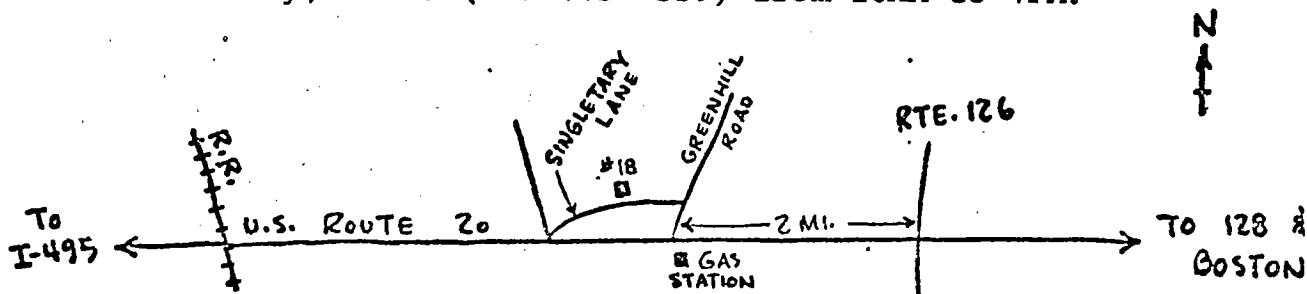 N
SINGLETARY
LANE
GREENHILL
ROAD
RTE. 126
R.R.
#18
TO
I-495
U.S. ROUTE 20
2 MI.
TO 128 &
BOSTON
GAS
STATION